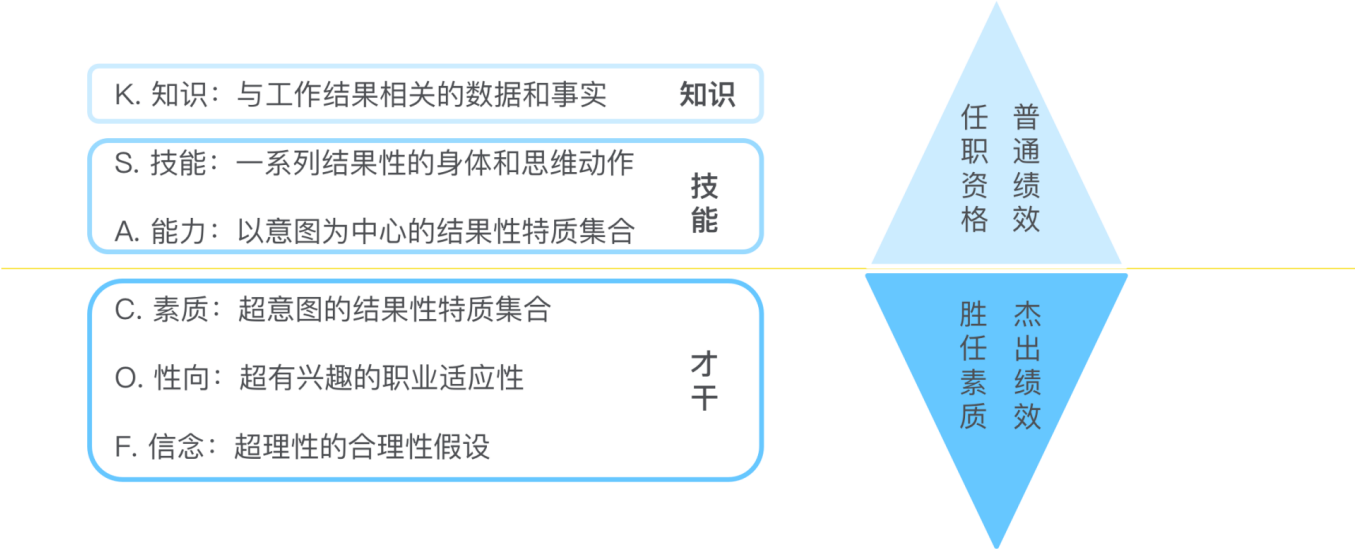 K. 知识：与工作结果相关的数据和事实
知识
S. 技能：一系列结果性的身体和思维动作
A. 能力：以意图为中心的结果性特质集合
技能
C. 素质：超意图的结果性特质集合
O. 性向：超有兴趣的职业适应性
F. 信念：超理性的合理性假设
才干
任职资格
普通绩效
胜任素质
杰出绩效